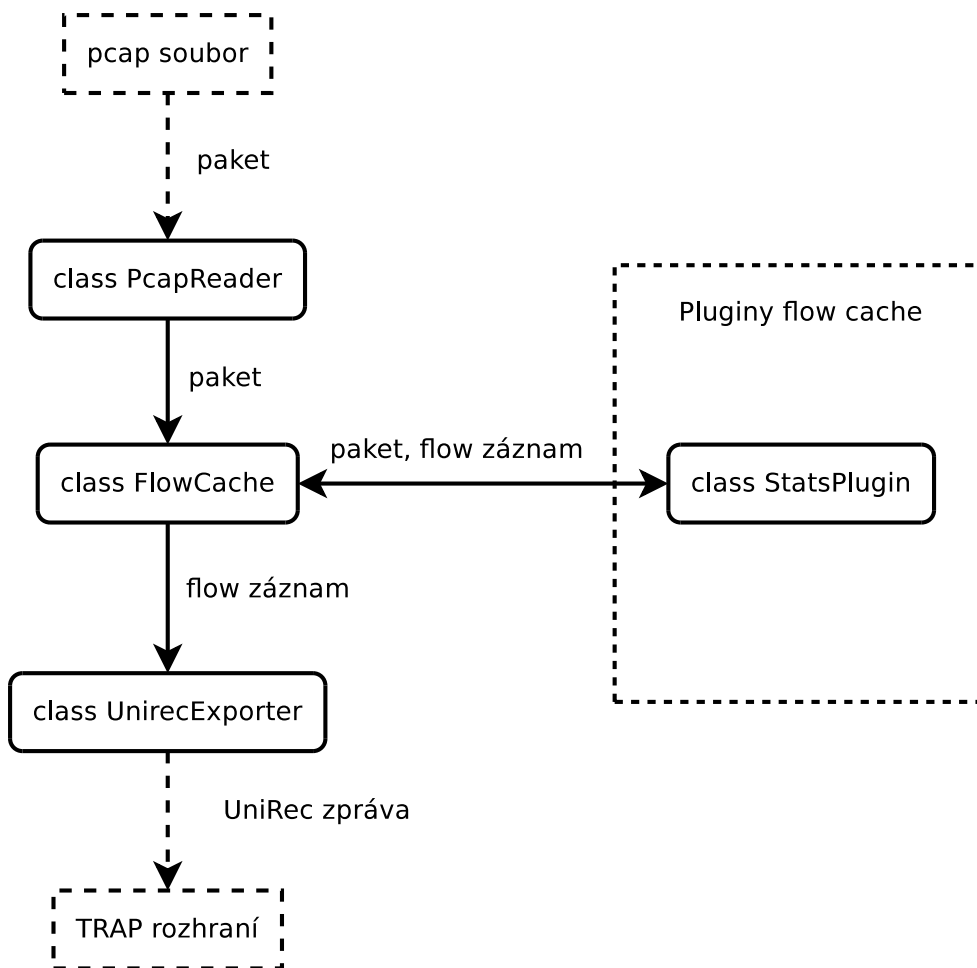 pcap soubor
paket
class PcapReader
Pluginy flow cache
paket
paket, flow záznam
class FlowCache
class StatsPlugin
flow záznam
class UnirecExporter
UniRec zpráva
TRAP rozhraní